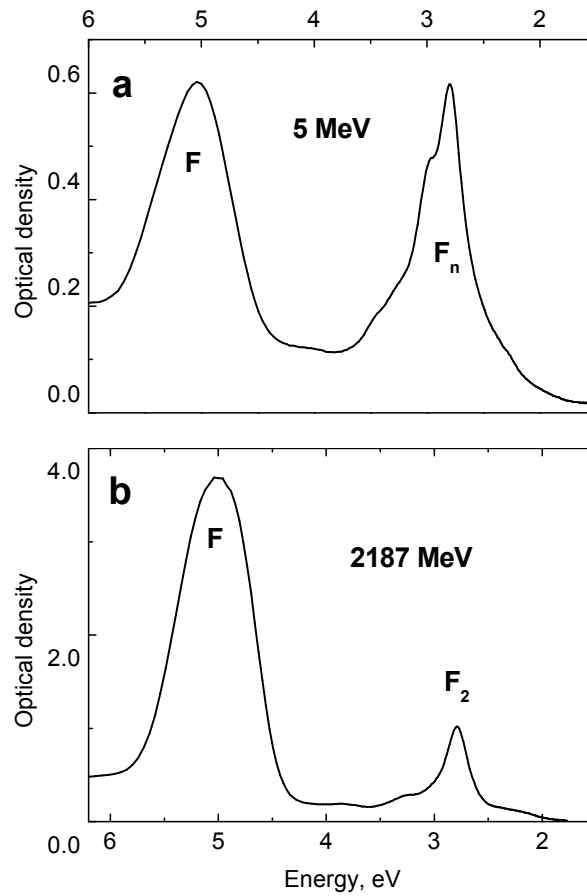 6 5 4 3 2
a
0.6
5 MeV
F
0.4
Optical density
F
n
0.2
0.0
4.0
b
F
2187 MeV
2.0
Optical density
F
2
0.0
6 5 4 3 2
Energy, eV